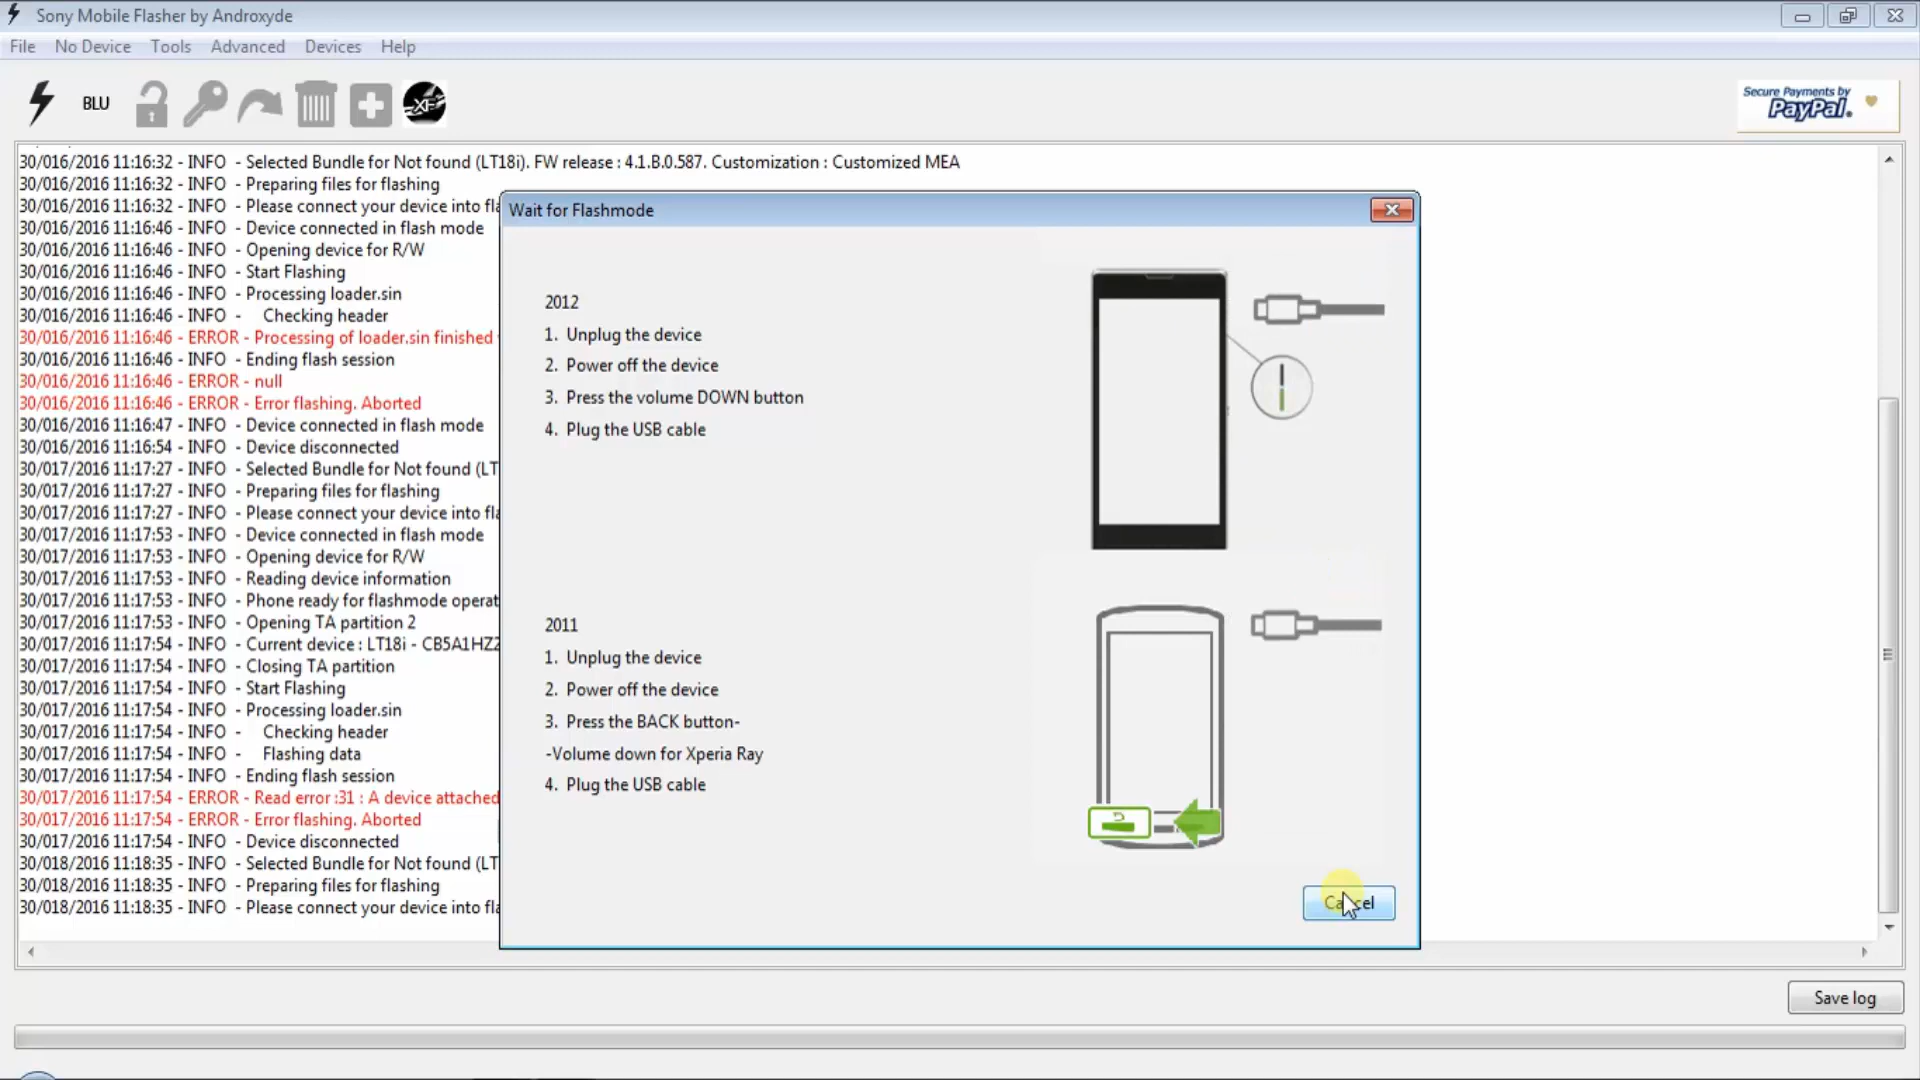 Sony Mobile Flasher by Androxyde
File No Device Tools Advanced Devices Help
BLU
XF
Secure Payments by
PayPal.
30/016/2016 11:16:32 - INFO - Selected Bundle for Not found (LT18i). FW release : 4.1.B.0.587. Customization : Customized MEA
30/016/2016 11:16:32 - INFO - Preparing files for flashing
30/016/2016 11:16:32 - INFO - Please connect your device into fla
30/016/2016 11:16:46 - INFO - Device connected in flash mode
30/016/2016 11:16:46 - INFO - Opening device for R/W
30/016/2016 11:16:46 - INFO - Start Flashing
30/016/2016 11:16:46 - INFO - Processing loader.sin
30/016/2016 11:16:46 - INFO - Checking header
30/016/2016 11:16:46 - ERROR - Processing of loader.sin finished
30/016/2016 11:16:46 - INFO - Ending flash session
30/016/2016 11:16:46 - ERROR - null
30/016/2016 11:16:46 - ERROR - Error flashing. Aborted
30/016/2016 11:16:47 - INFO - Device connected in flash mode
30/016/2016 11:16:54 - INFO - Device disconnected
30/017/2016 11:17:27 - INFO - Selected Bundle for Not found (LT
30/017/2016 11:17:27 - INFO - Preparing files for flashing
30/017/2016 11:17:27 - INFO - Please connect your device into fla
30/017/2016 11:17:53 - INFO - Device connected in flash mode
30/017/2016 11:17:53 - INFO - Opening device for R/W
30/017/2016 11:17:53 - INFO - Reading device information
30/017/2016 11:17:53 - INFO - Phone ready for flashmode operat
30/017/2016 11:17:53 - INFO - Opening TA partition 2
30/017/2016 11:17:54 - INFO - Current device : LT18i - CB5A1HZ2
30/017/2016 11:17:54 - INFO - Closing TA partition
30/017/2016 11:17:54 - INFO - Start Flashing
30/017/2016 11:17:54 - INFO - Processing loader.sin
30/017/2016 11:17:54 - INFO - Checking header
30/017/2016 11:17:54 - INFO - Flashing data
30/017/2016 11:17:54 - INFO - Ending flash session
30/017/2016 11:17:54 - ERROR - Read error :31 : A device attached
30/017/2016 11:17:54 - ERROR - Error flashing. Aborted
30/017/2016 11:17:54 - INFO - Device disconnected
30/018/2016 11:18:35 - INFO - Selected Bundle for Not found (LT
30/018/2016 11:18:35 - INFO - Preparing files for flashing
30/018/2016 11:18:35 - INFO - Please connect your device into fla
Wait for Flashmode
2012
1. Unplug the device
2. Power off the device
3. Press the volume DOWN button
4. Plug the USB cable
2011
1. Unplug the device
2. Power off the device
3. Press the BACK button-
-Volume down for Xperia Ray
4. Plug the USB cable
Cancel
Save log